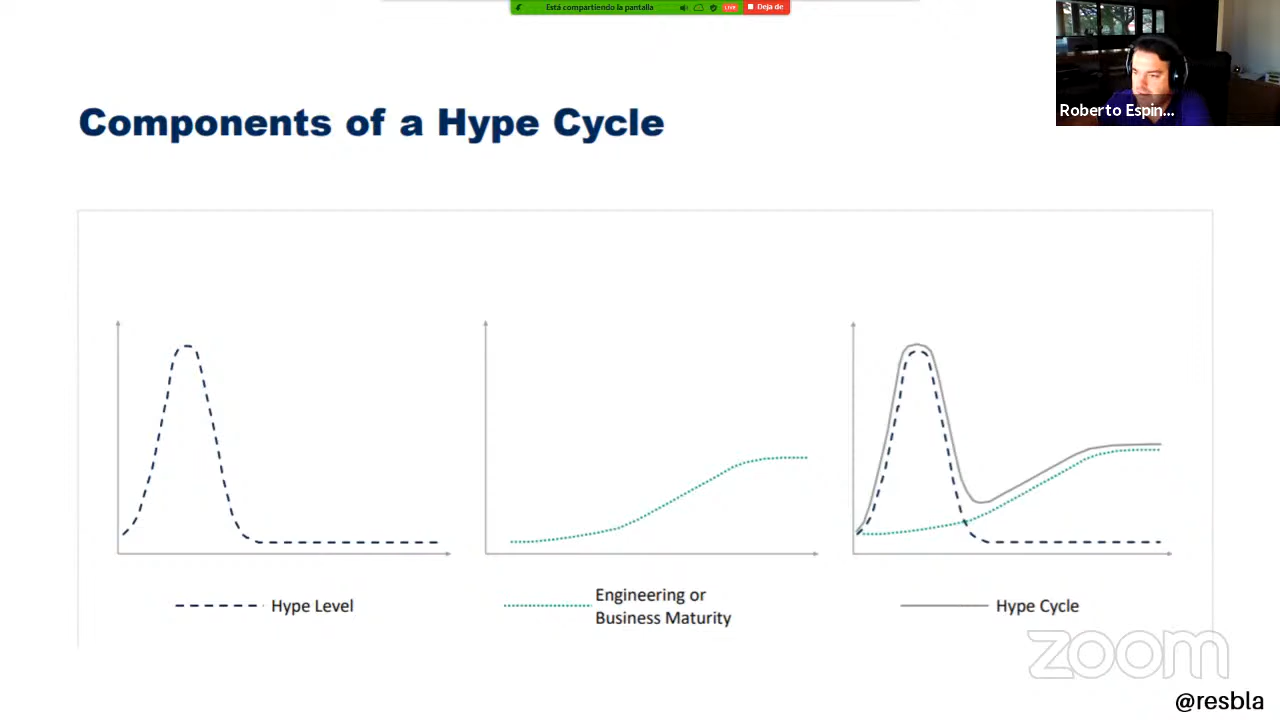 Está compartiendo la pantalla
LIVE
Deja de
Roberto Espin...
Components of a Hype Cycle
Hype Level
Engineering or
Business Maturity
Hype Cycle
zoom
@resbla